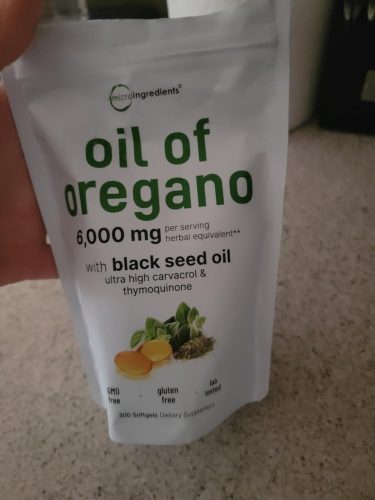 microingredients®
oil of
oregano
6,000 mg per serving
herbal equivalent**
with black seed oil
ultra high carvacrol &
thymoquinone
GMO free
gluten free
lab tested
300 Softgels Dietary Supplement